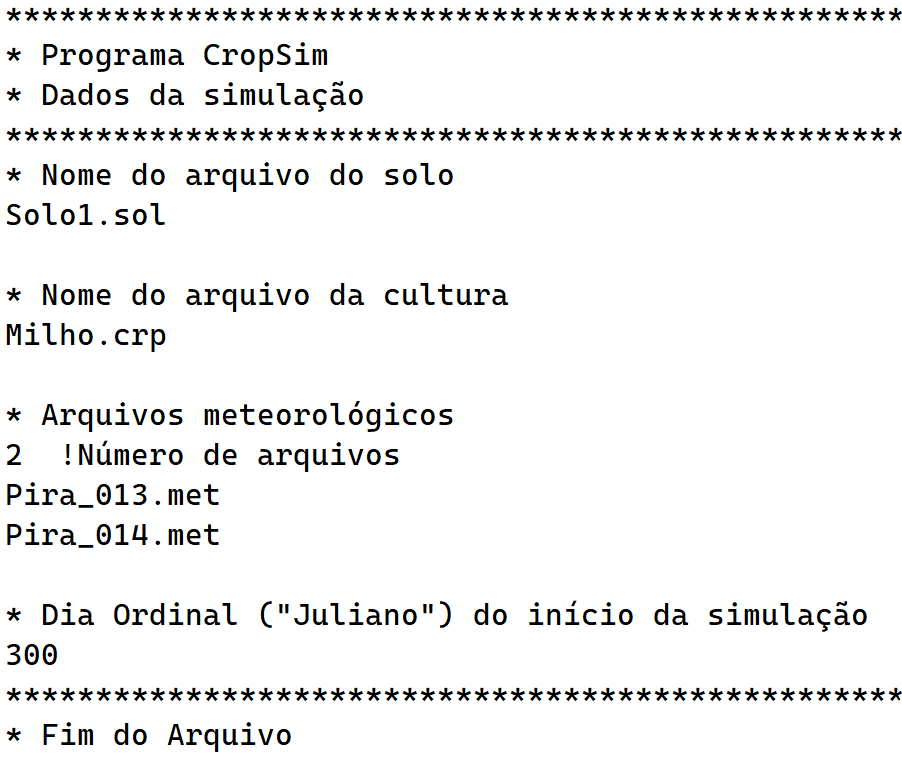 **************************************************
* Programa CropSim
* Dados da simulação
**************************************************
* Nome do arquivo do solo
Solo1.sol

* Nome do arquivo da cultura
Milho.crp

* Arquivos meteorológicos
2  !Número de arquivos
Pira_013.met
Pira_014.met

* Dia Ordinal ("Juliano") do início da simulação
300
**************************************************
* Fim do Arquivo